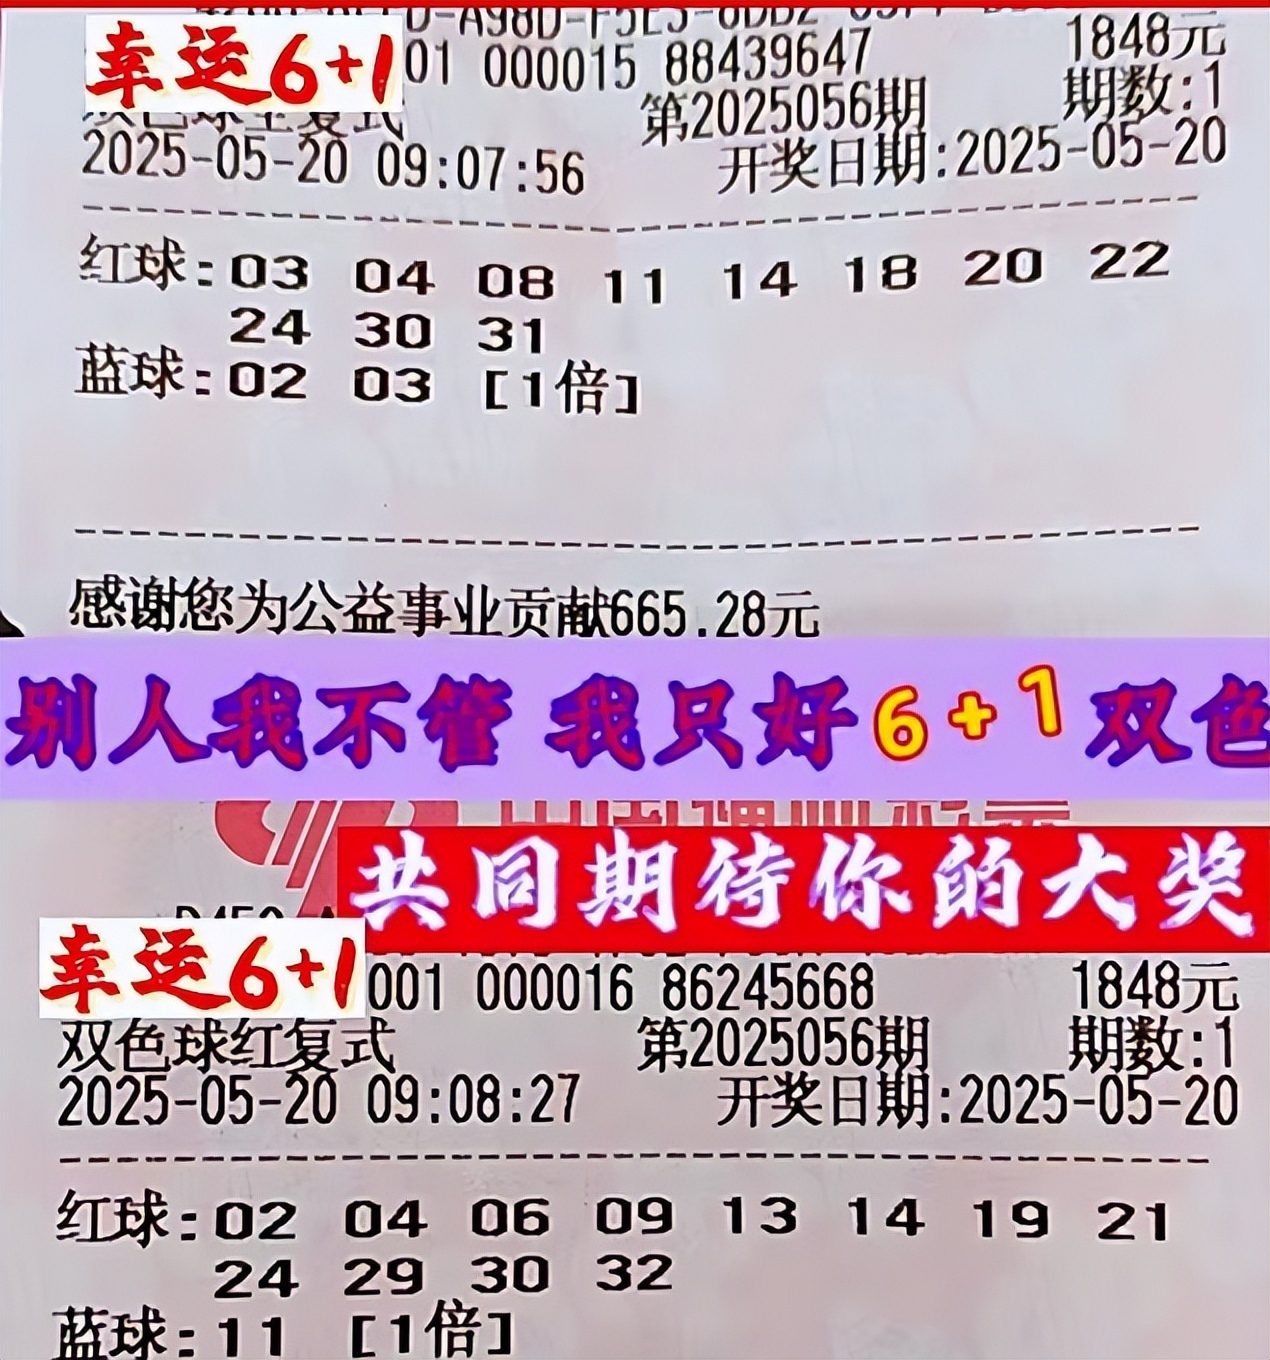 幸运6+1
01 000015 88439647 1848元
双色球全复式 第2025056期 期数:1
2025-05-20 09:07:56 开奖日期:2025-05-20
红球:03 04 08 11 14 18 20 22
24 30 31
蓝球:02 03 [1倍]
感谢您为公益事业贡献665.28元
别人我不管 我只好6+1双色
共同期待你的大奖
幸运6+1
001 000016 86245668 1848元
双色球红复式 第2025056期 期数:1
2025-05-20 09:08:27 开奖日期:2025-05-20
红球:02 04 06 09 13 14 19 21
24 29 30 32
蓝球:11 [1倍]